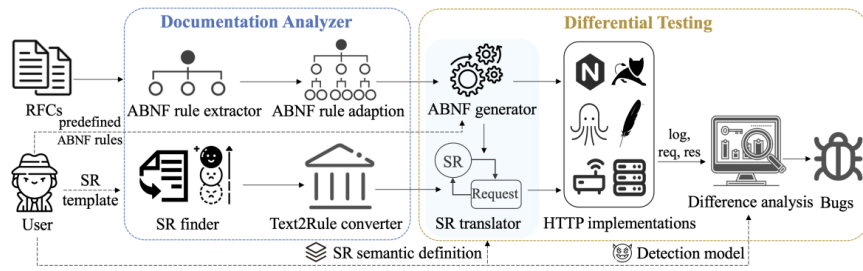 Documentation Analyzer
Differential Testing
RFCs
ABNF rule extractor
ABNF rule adaption
ABNF generator
predefined
ABNF rules
N
log,
req, res
SR
Request
User
SR
template
SR finder
Text2Rule converter
SR translator
HTTP implementations
Difference analysis
Bugs
SR semantic definition
Detection model